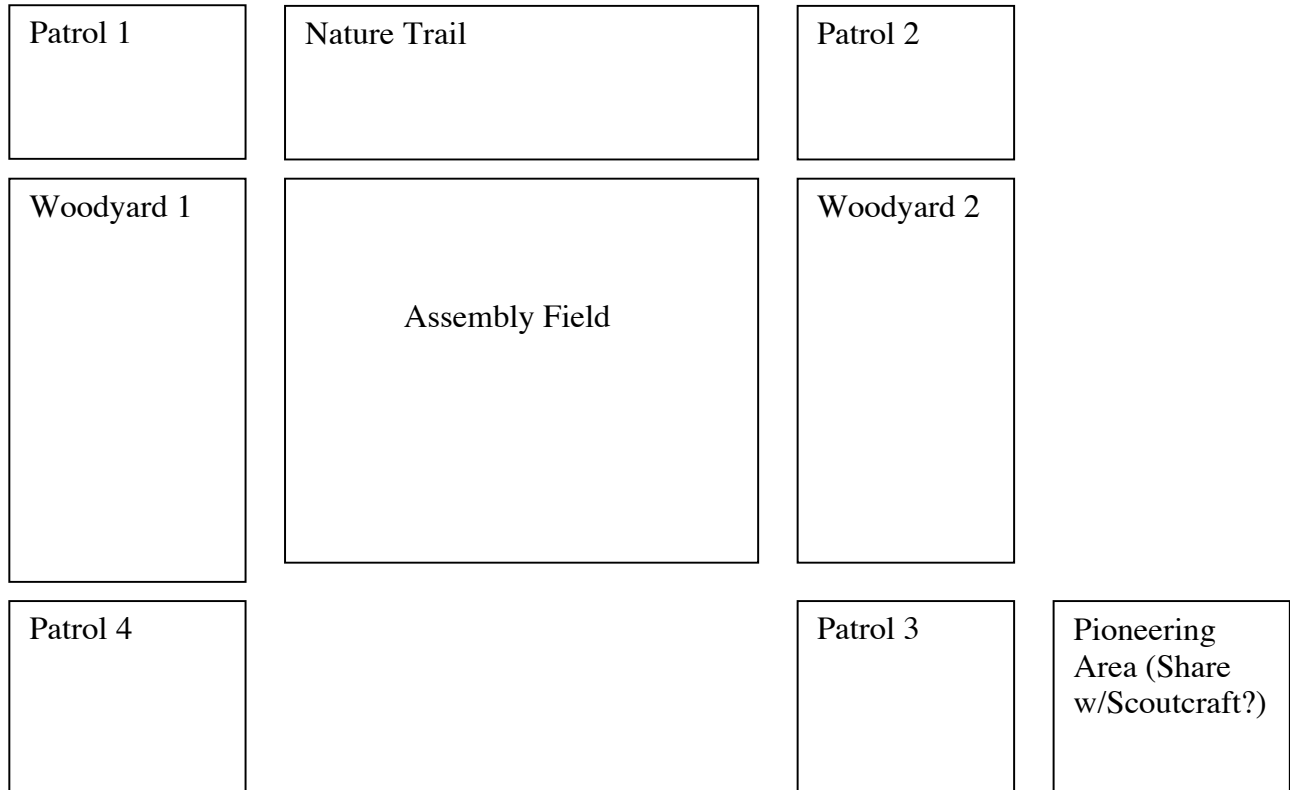 Patrol 1
Nature Trail
Patrol 2
Woodyard 1
Assembly Field
Woodyard 2
Patrol 4
Patrol 3
Pioneering
Area (Share
w/Scoutcraft?)